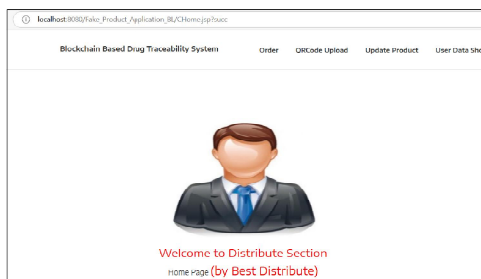 localhost:8080/Fake_Product_Application_BL/CHome.jsp?succ
Blockchain Based Drug Traceability System Order QRCode Upload Update Product User Data Sho
Welcome to Distribute Section
Home Page (by Best Distribute)